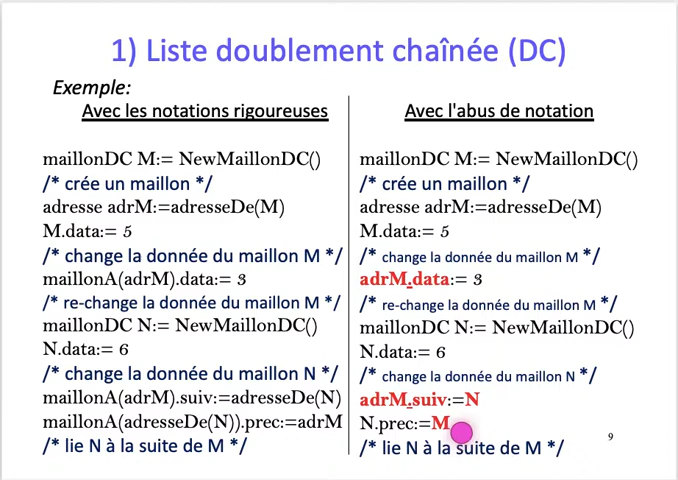 1) Liste doublement chaînée (DC)
Exemple:
Avec les notations rigoureuses
maillonDC M:= NewMaillonDC()
/* crée un maillon */
adresse adrM:=adresseDe(M)
M.data:= 5
/* change la donnée du maillon M */
maillonA(adrM).data:= 3
/* re-change la donnée du maillon M */
maillonDC N:= NewMaillonDC()
N.data:= 6
/* change la donnée du maillon N */
maillonA(adrM).suiv:=adresseDe(N)
maillonA(adresseDe(N)).prec:=adrM
/* lie N à la suite de M */
Avec l'abus de notation
maillonDC M:= NewMaillonDC()
/* crée un maillon */
adresse adrM:=adresseDe(M)
M.data:= 5
/* change la donnée du maillon M */
adrM.data:= 3
/* re-change la donnée du maillon M */
maillonDC N:= NewMaillonDC()
N.data:= 6
/* change la donnée du maillon N */
adrM.suiv:=N
N.prec:=M
/* lie N à la suite de M */
9